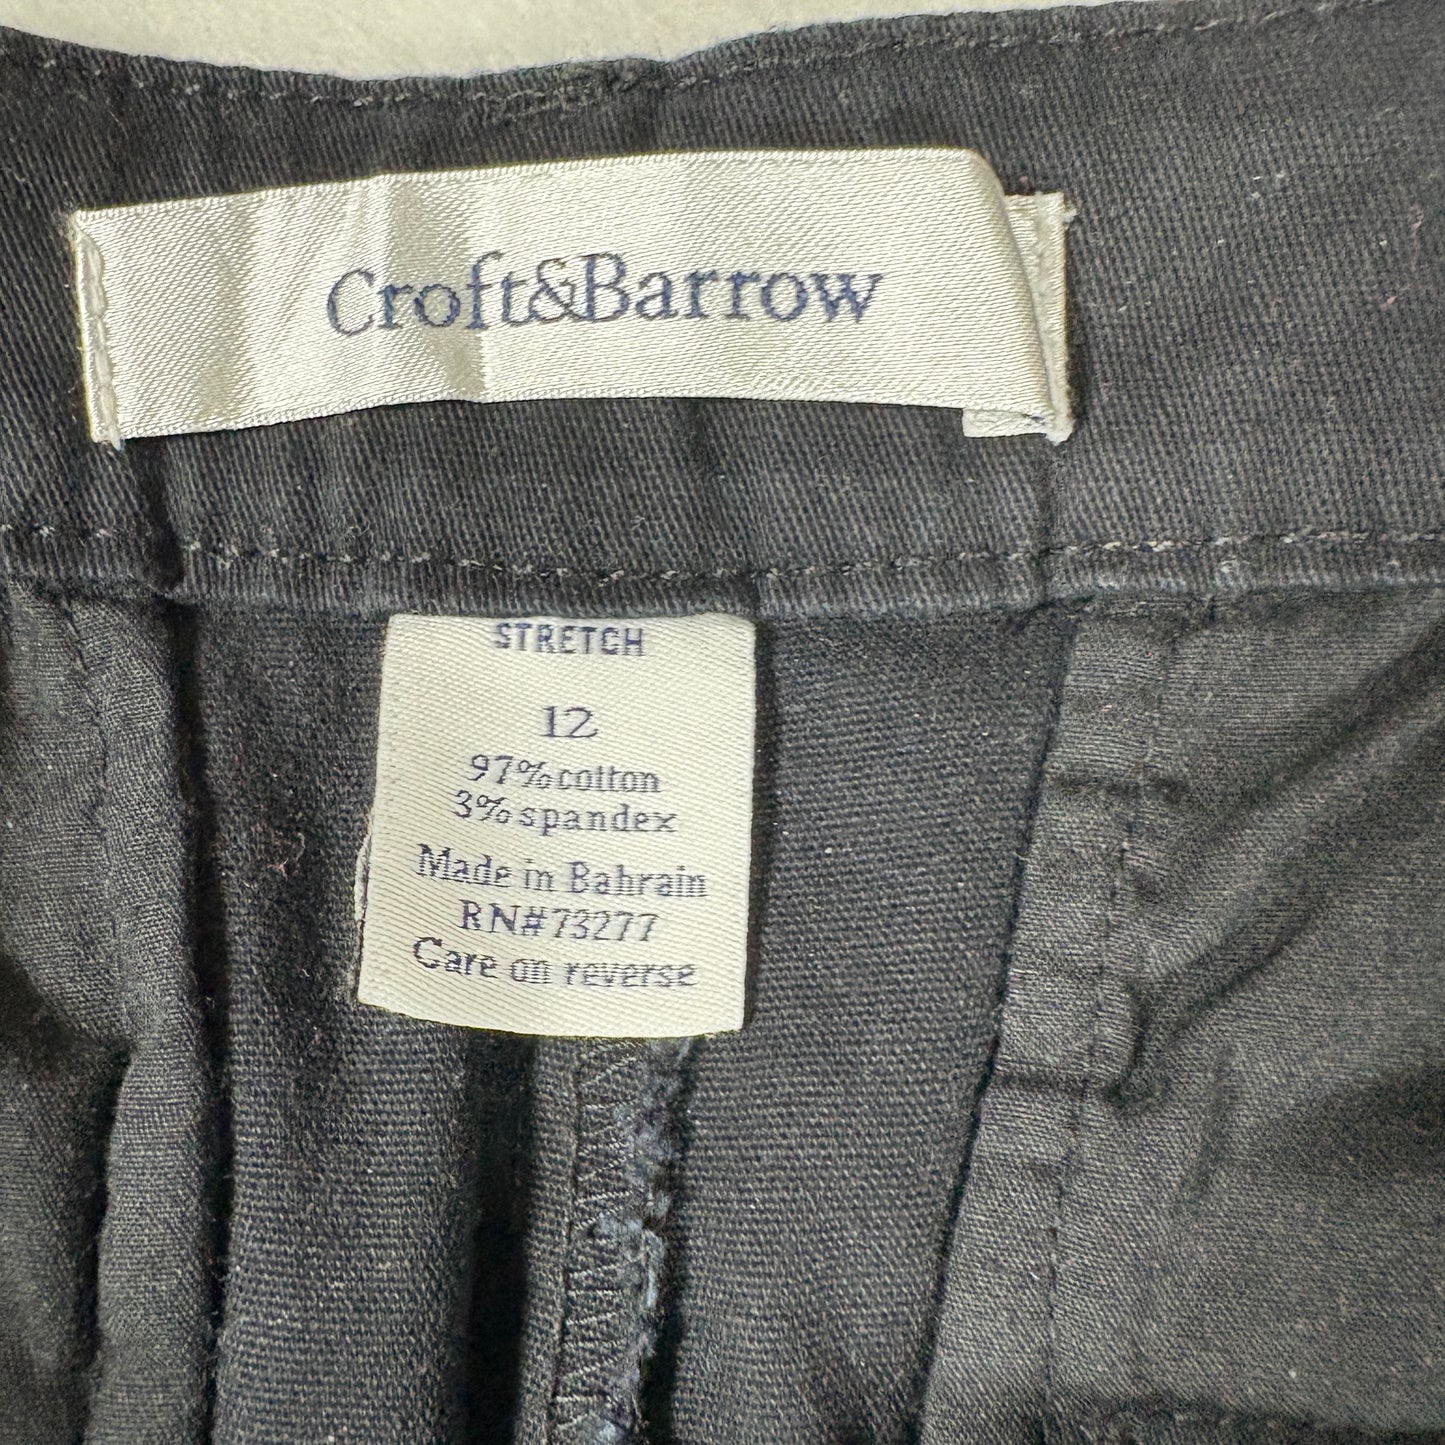 Croft&Barrow
STRETCH
12
97% cotton
3% spandex
Made in Bahrain
RN#73277
Care on reverse